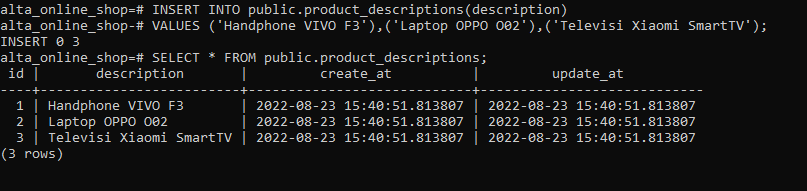 alta_online_shop=# INSERT INTO public.product_descriptions(description)
alta_online_shop-# VALUES ('Handphone VIVO F3'),('Laptop OPPO O02'),('Televisi Xiaomi SmartTV');
INSERT 0 3
alta_online_shop=# SELECT * FROM public.product_descriptions;
 id |       description       |         create_at          |         update_at
----+-------------------------+----------------------------+----------------------------
  1 | Handphone VIVO F3       | 2022-08-23 15:40:51.813807 | 2022-08-23 15:40:51.813807
  2 | Laptop OPPO O02         | 2022-08-23 15:40:51.813807 | 2022-08-23 15:40:51.813807
  3 | Televisi Xiaomi SmartTV | 2022-08-23 15:40:51.813807 | 2022-08-23 15:40:51.813807
(3 rows)